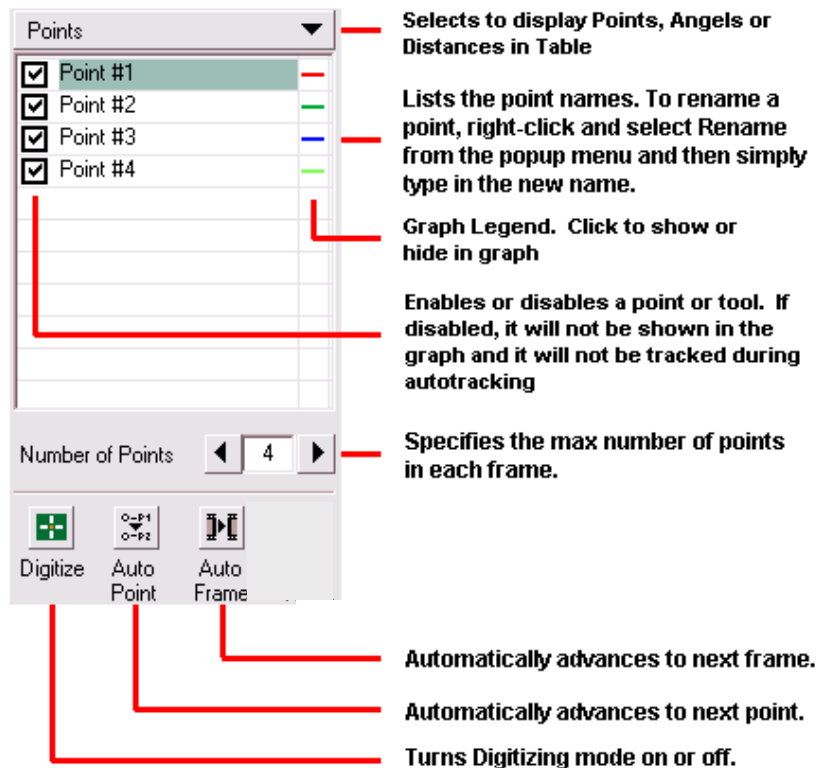 Points
Point #1
Point #2
Point #3
Point #4
Number of Points
4
O-P1
O-P2
Digitize
Auto
Point
Auto
Frame
Selects to display Points, Angels or
Distances in Table
Lists the point names. To rename a
point, right-click and select Rename
from the popup menu and then simply
type in the new name.
Graph Legend. Click to show or
hide in graph
Enables or disables a point or tool. If
disabled, it will not be shown in the
graph and it will not be tracked during
autotracking
Specifies the max number of points
in each frame.
Automatically advances to next frame.
Automatically advances to next point.
Turns Digitizing mode on or off.